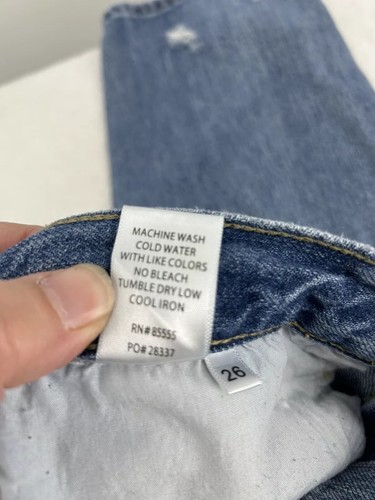 MACHINE WASH
COLD WATER
WITH LIKE COLORS
NO BLEACH
TUMBLE DRY LOW
COOL IRON
RN# 85555
PO# 28337
26